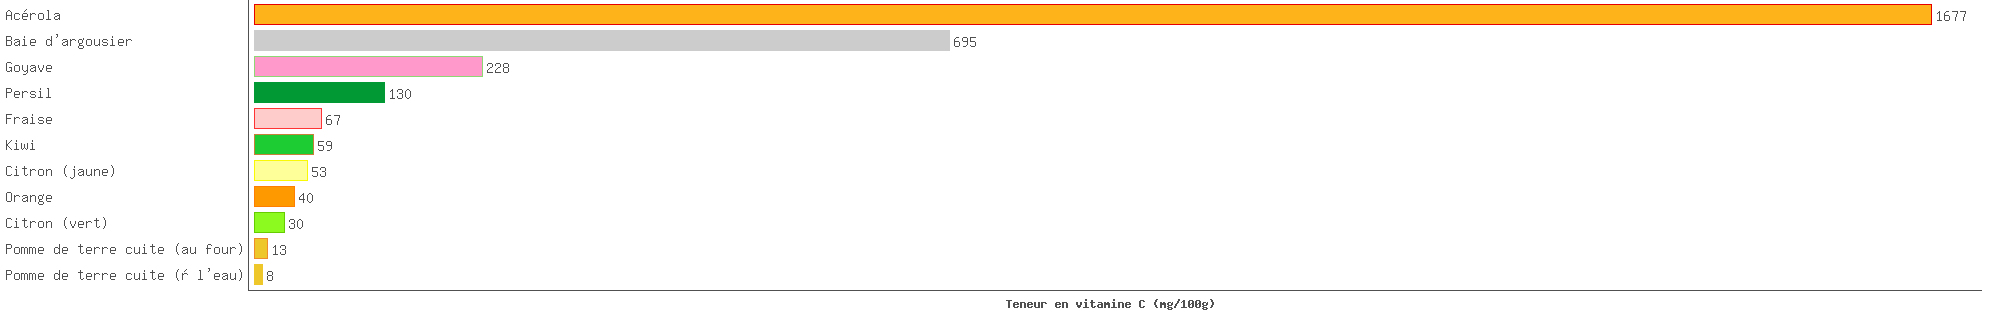 Acérola 1677
Baie d'argousier 695
Goyave 228
Persil 130
Fraise 67
Kiwi 59
Citron (jaune) 53
Orange 40
Citron (vert) 30
Pomme de terre cuite (au four) 13
Pomme de terre cuite (ŕ l'eau) 8
Teneur en vitamine C (mg/100g)